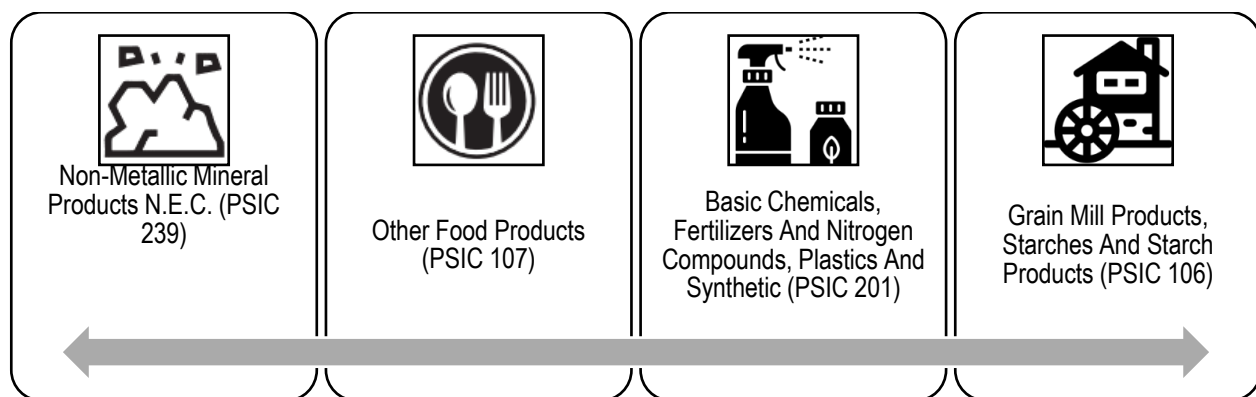 Non-Metallic Mineral
Products N.E.C. (PSIC
239)
Other Food Products
(PSIC 107)
Basic Chemicals,
Fertilizers And Nitrogen
Compounds, Plastics And
Synthetic (PSIC 201)
Grain Mill Products,
Starches And Starch
Products (PSIC 106)